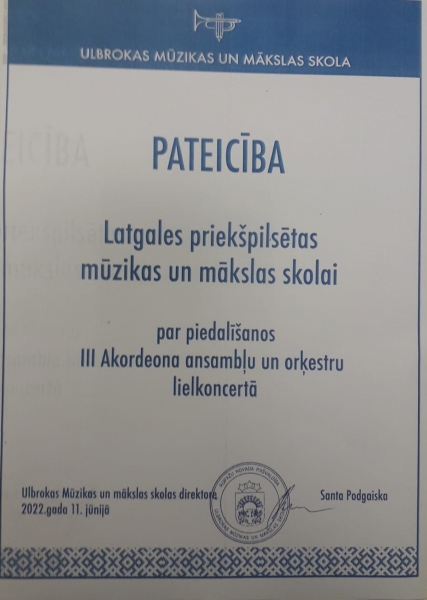 ULBROKAS MŪZIKAS UN MĀKSLAS SKOLA
PATEICĪBA
Latgales priekšpilsētas
mūzikas un mākslas skolai
par piedalīšanos
III Akordeona ansambļu un orķestru
lielkoncertā
Ulbrokas Mūzikas un mākslas skolas direktore
Santa Podgaiska
2022.gada 11. jūnijā